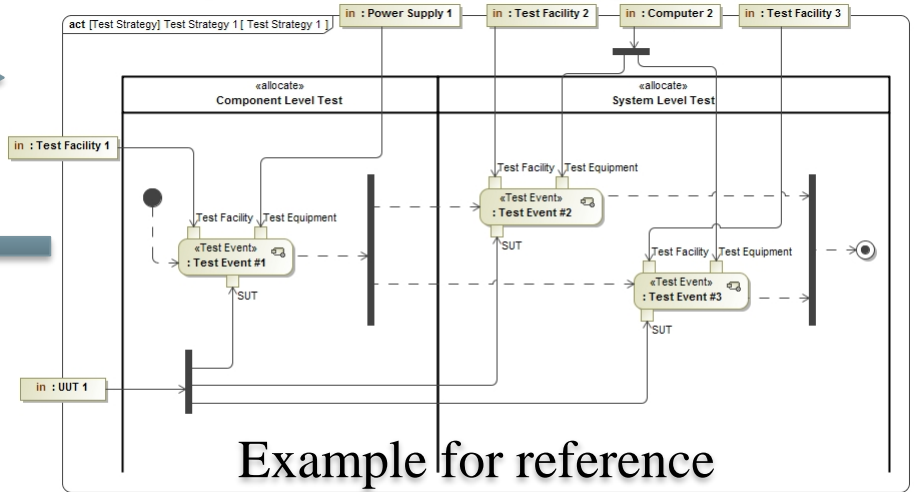 in : Power Supply 1
in : Test Facility 2
in : Computer 2
in : Test Facility 3
act [Test Strategy] Test Strategy 1 [ Test Strategy 1 ]
«allocate»
Component Level Test
«allocate»
System Level Test
in : Test Facility 1
Test Facility
Test Equipment
«Test Event»
: Test Event #2
SUT
Test Facility
Test Equipment
«Test Event»
: Test Event #1
SUT
Test Facility
Test Equipment
«Test Event»
: Test Event #3
SUT
in : UUT 1
Example for reference